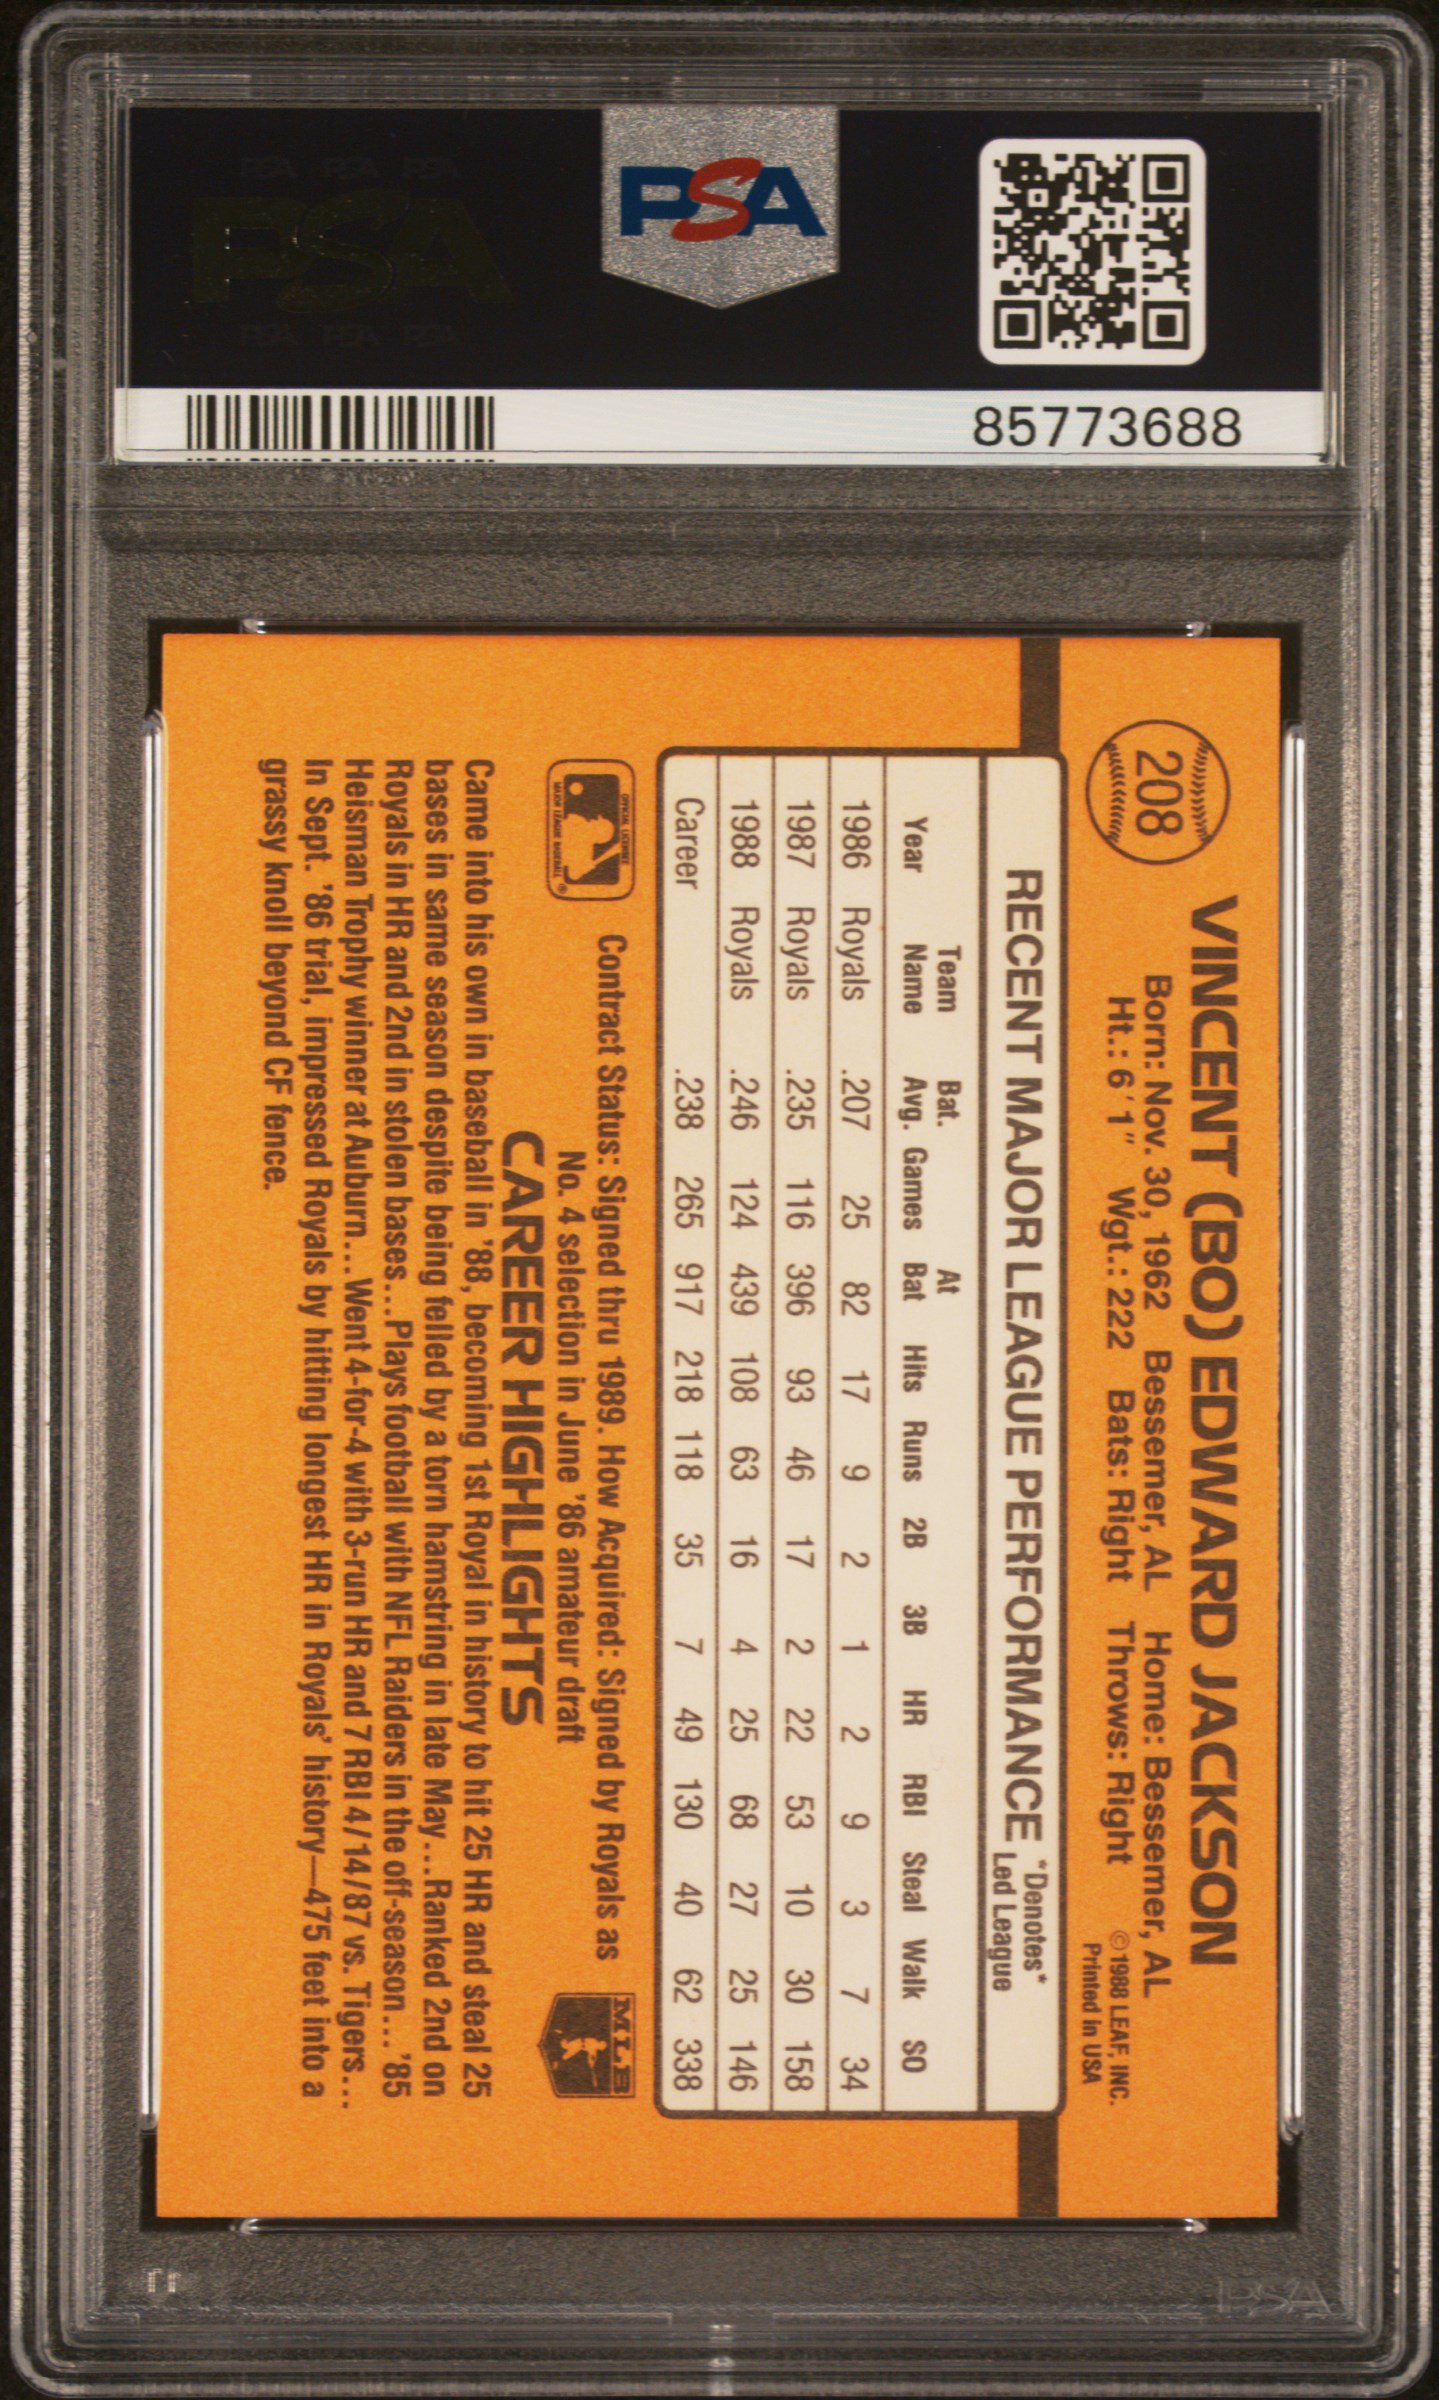 PSA
85773688
208
VINCENT (BO) EDWARD JACKSON
Born: Nov. 30, 1962 Bessemer, AL Home: Bessemer, AL
Ht.: 6' 1" Wgt.: 222 Bats: Right Throws: Right
©1988 LEAF, INC.
Printed in USA
RECENT MAJOR LEAGUE PERFORMANCE
*Denotes*
Led League
Year Team Name Bat. Avg. Games At Bat Hits Runs 2B 3B HR RBI Steal Walk SO
1986 Royals .207 25 82 17 9 2 1 2 9 3 7 34
1987 Royals .235 116 396 93 46 17 2 22 53 10 30 158
1988 Royals .246 124 439 108 63 16 4 25 68 27 25 146
Career .238 265 917 218 118 35 7 49 130 40 62 338
OFFICIAL LICENSEE
MAJOR LEAGUE BASEBALL ®
Contract Status: Signed thru 1989. How Acquired: Signed by Royals as
No. 4 selection in June '86 amateur draft
MLB
CAREER HIGHLIGHTS
Came into his own in baseball in '88, becoming 1st Royal in history to hit 25 HR and steal 25
bases in same season despite being felled by a torn hamstring in late May... Ranked 2nd on
Royals in HR and 2nd in stolen bases... Plays football with NFL Raiders in the off-season... '85
Heisman Trophy winner at Auburn... Went 4-for-4 with 3-run HR and 7 RBI 4/14/87 vs. Tigers...
In Sept. '86 trial, impressed Royals by hitting longest HR in Royals' history—475 feet into a
grassy knoll beyond CF fence.
PSA